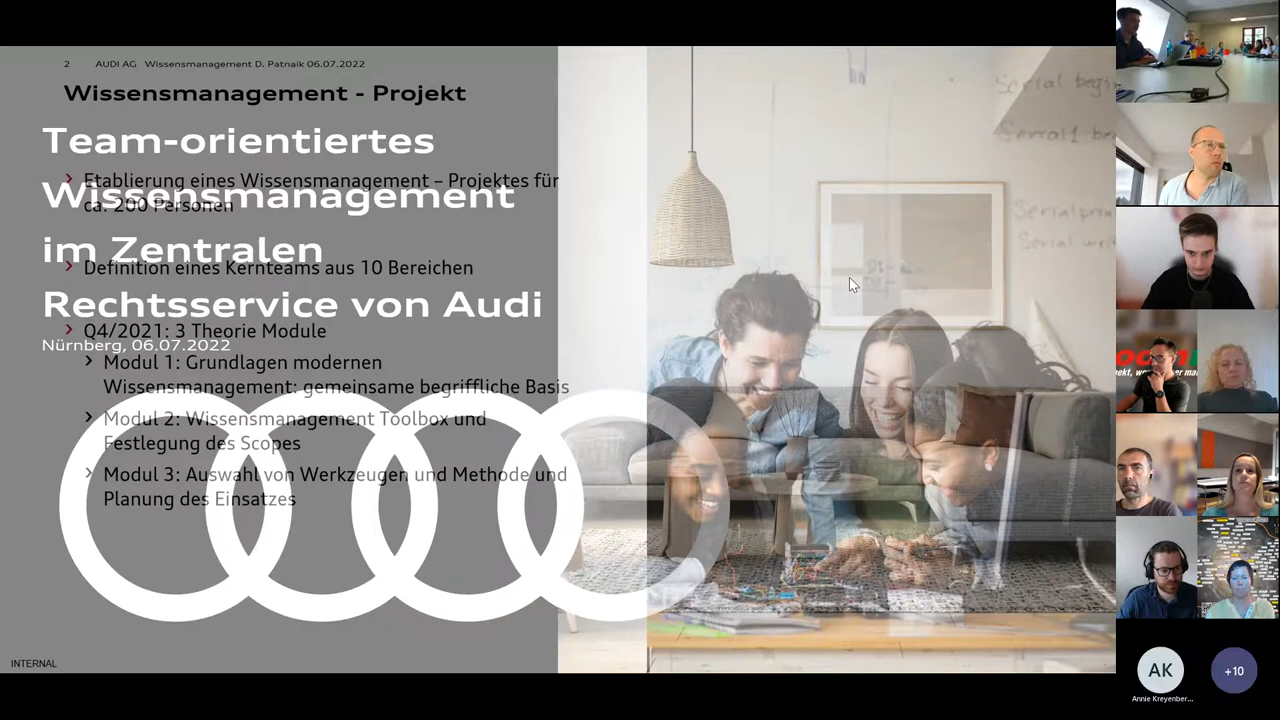 2 AUDI AG Wissensmanagement D. Patnaik 06.07.2022
Wissensmanagement - Projekt
Team-orientiertes
Wissensmanagement
im Zentralen
Rechtsservice von Audi
Nürnberg, 06.07.2022
› Etablierung eines Wissensmanagement – Projektes für
ca. 200 Personen
› Definition eines Kernteams aus 10 Bereichen
› Q4/2021: 3 Theorie Module
› Modul 1: Grundlagen modernen
Wissensmanagement: gemeinsame begriffliche Basis
› Modul 2: Wissensmanagement Toolbox und
Festlegung des Scopes
› Modul 3: Auswahl von Werkzeugen und Methode und
Planung des Einsatzes
INTERNAL
AK
Annie Kreyenber...
+10